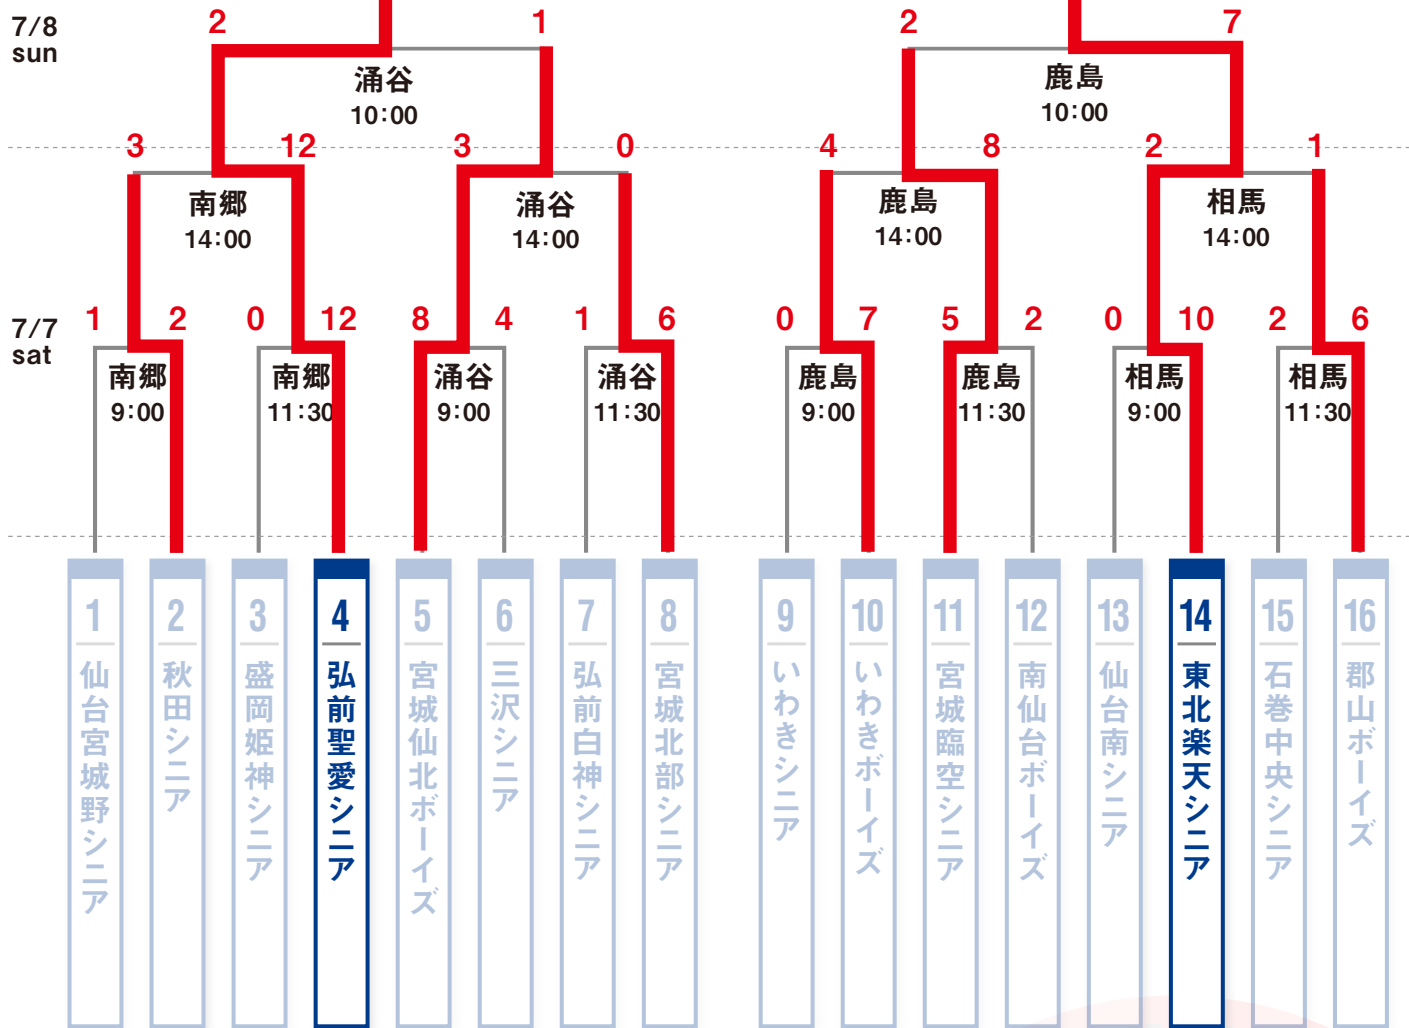 7/8
sun
2 1 2 7
涌谷
10:00
鹿島
10:00
3 12 3 0 4 8 2 1
南郷
14:00
涌谷
14:00
鹿島
14:00
相馬
14:00
7/7
sat
1 2 0 12 8 4 1 6 0 7 5 2 0 10 2 6
南郷
9:00
南郷
11:30
涌谷
9:00
涌谷
11:30
鹿島
9:00
鹿島
11:30
相馬
9:00
相馬
11:30
1
仙台宮城野シニア
2
秋田シニア
3
盛岡姫神シニア
4
弘前聖愛シニア
5
宮城仙北ボーイズ
6
三沢シニア
7
弘前白神シニア
8
宮城北部シニア
9
いわきシニア
10
いわきボーイズ
11
宮城臨空シニア
12
南仙台ボーイズ
13
仙台南シニア
14
東北楽天シニア
15
石巻中央シニア
16
郡山ボーイズ